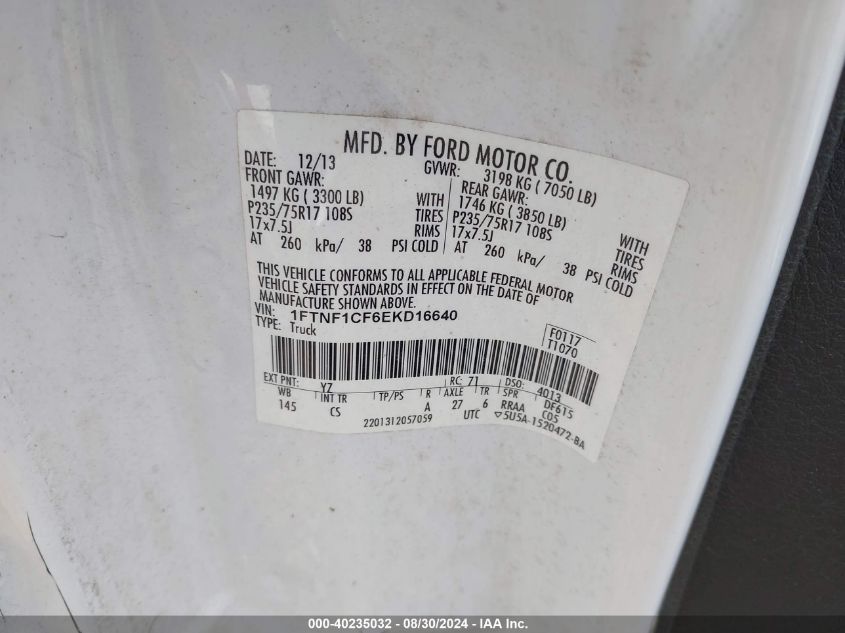 MFD. BY FORD MOTOR CO.
DATE: 12/13 GVWR: 3198 KG ( 7050 LB)
FRONT GAWR: REAR GAWR:
1497 KG ( 3300 LB) WITH 1746 KG ( 3850 LB) WITH
P235/75R17 108S TIRES P235/75R17 108S TIRES
17x7.5J RIMS 17x7.5J RIMS
AT 260 kPa/ 38 PSI COLD AT 260 kPa/ 38 PSI COLD
THIS VEHICLE CONFORMS TO ALL APPLICABLE FEDERAL MOTOR
VEHICLE SAFETY STANDARDS IN EFFECT ON THE DATE OF
MANUFACTURE SHOWN ABOVE.
VIN: 1FTNF1CF6EKD16640
TYPE: Truck
F0117
T1070
EXT PNT: YZ RC: 71 DSO: 4013
WB INT TR TP/PS R AXLE TR SPR DF615
145 CS A 27 6 RRAA C05
2201312057059 UTC ▽5U5A-1520472-BA
000-40235032 - 08/30/2024 - IAA Inc.